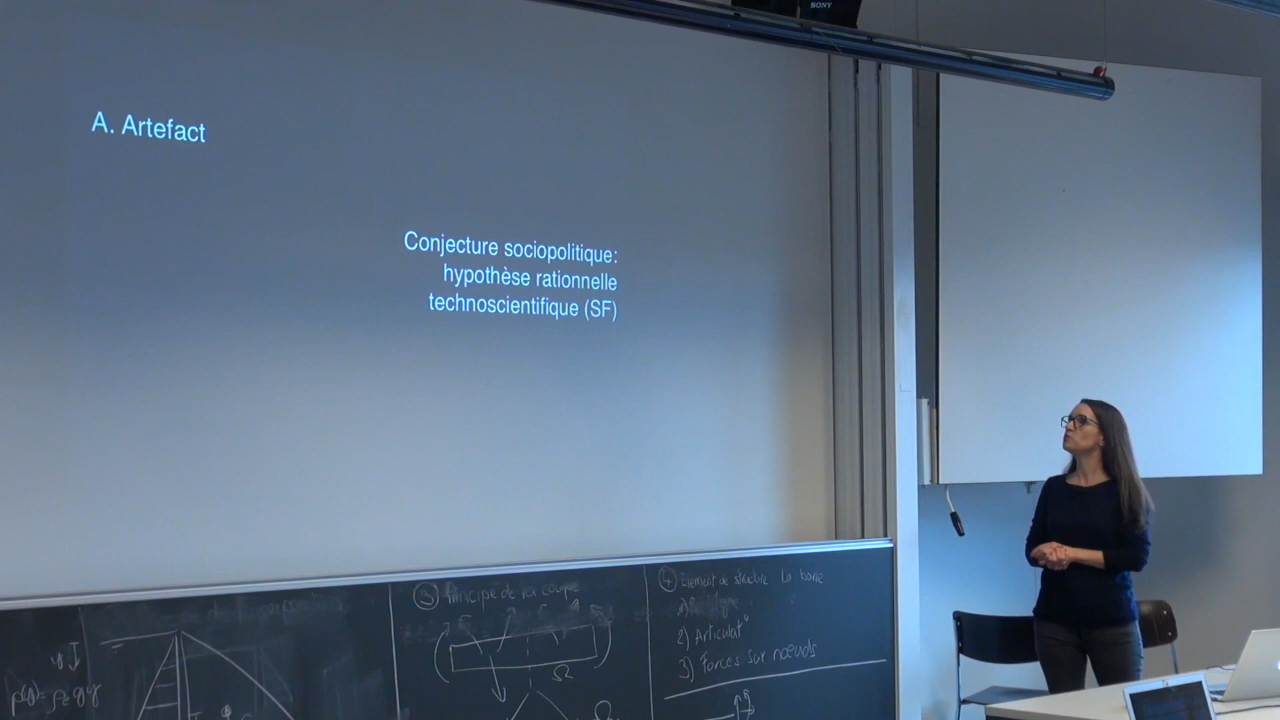 SONY
A. Artefact
Conjecture sociopolitique:
hypothèse rationnelle
technoscientifique (SF)
③ Principe de la coupe
Ω
④ Element de structure La barre
2) Articulat°
3) Forces sur nœuds